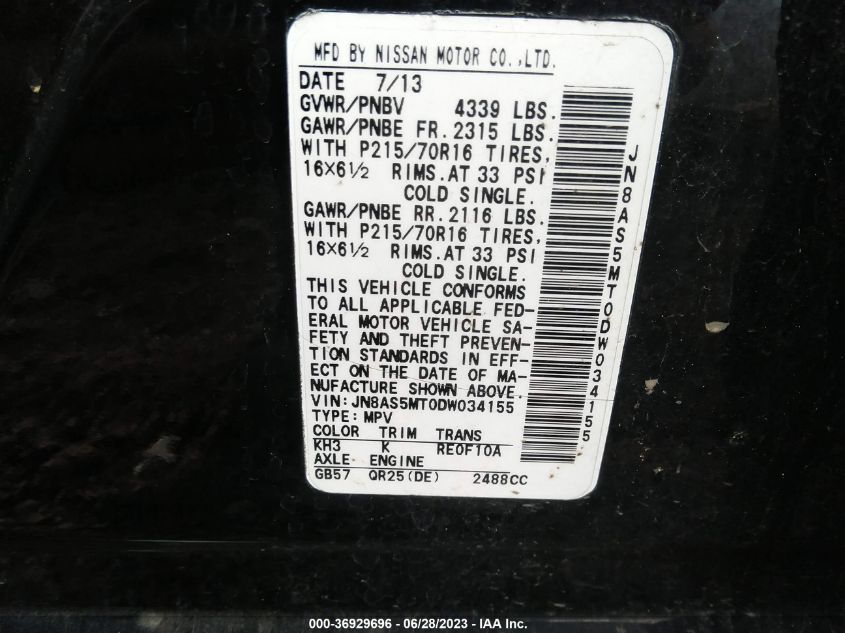 MFD BY NISSAN MOTOR CO.,LTD.
DATE 7/13
GVWR/PNBV 4339 LBS.
GAWR/PNBE FR. 2315 LBS.
WITH P215/70R16 TIRES,
16×6½ RIMS. AT 33 PSI
COLD SINGLE.
GAWR/PNBE RR. 2116 LBS.
WITH P215/70R16 TIRES,
16×6½ RIMS. AT 33 PSI
COLD SINGLE.
THIS VEHICLE CONFORMS
TO ALL APPLICABLE FED-
ERAL MOTOR VEHICLE SA-
FETY AND THEFT PREVEN-
TION STANDARDS IN EFF-
ECT ON THE DATE OF MA-
NUFACTURE SHOWN ABOVE.
VIN: JN8AS5MT0DW034155
TYPE: MPV
COLOR TRIM TRANS
KH3 K RE0F10A
AXLE ENGINE
GB57 QR25(DE) 2488CC
JN8AS5MT0DW034155
000-36929696 / 06/28/2023 / © IAA, LLC